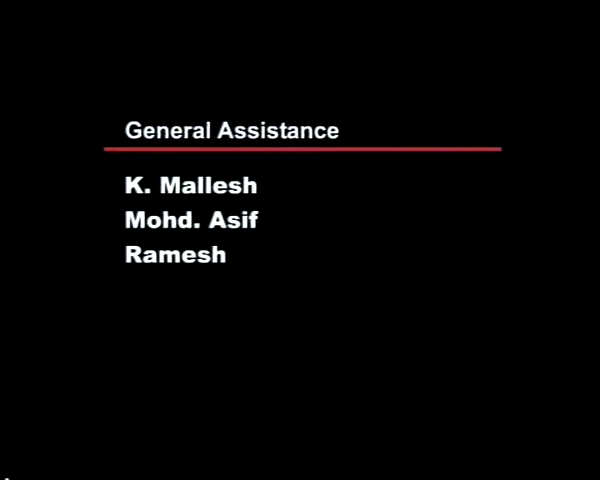 General Assistance
K. Mallesh
Mohd. Asif
Ramesh